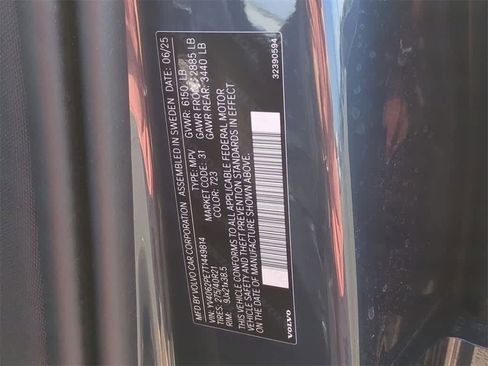 MFD BY VOLVO CAR CORPORATION ASSEMBLED IN SWEDEN DATE: 06/25
VIN: YV4062PE7T1449814 TYPE: MPV GVWR: 6150 LB
TIRES: 275/40R21 MARKET CODE: 31 GAWR FRONT: 2885 LB
RIM: 9Jx21x38.5 COLOR: 723 GAWR REAR: 3440 LB
THIS VEHICLE CONFORMS TO ALL APPLICABLE FEDERAL MOTOR
VEHICLE SAFETY AND THEFT PREVENTION STANDARDS IN EFFECT
ON THE DATE OF MANUFACTURE SHOWN ABOVE.
VOLVO 32390594